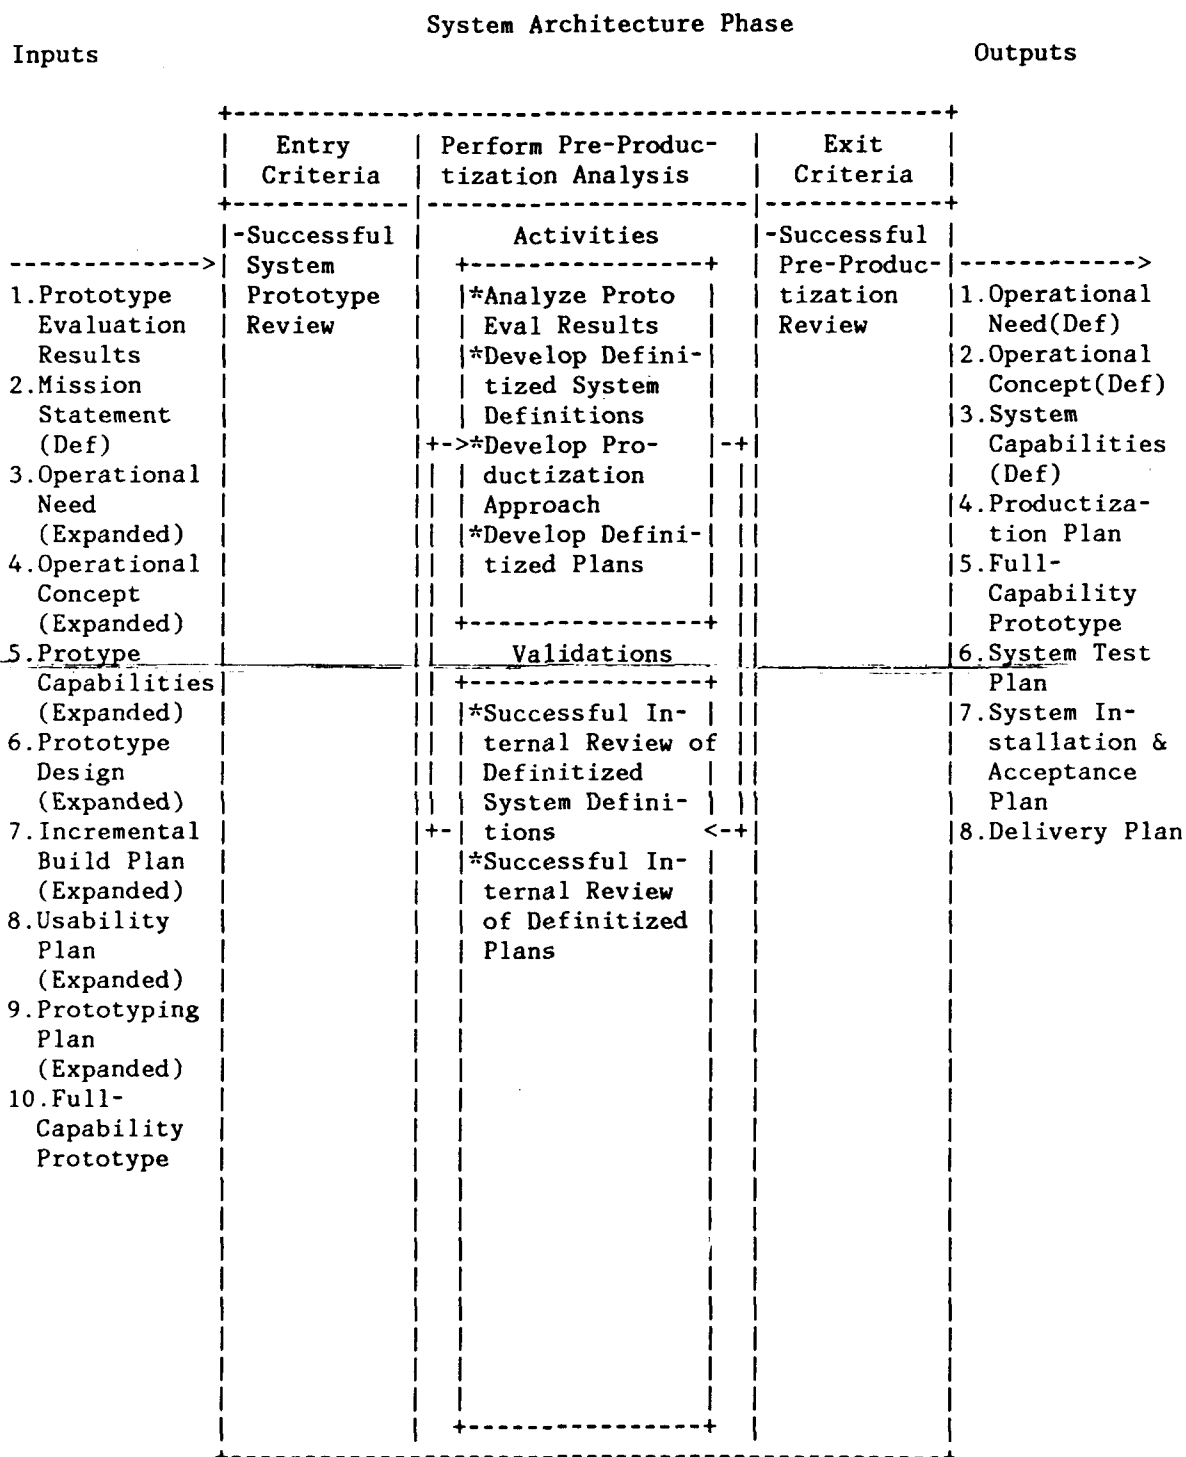 System Architecture Phase
Inputs
Outputs
Entry Criteria
Perform Pre-Produc-
tization Analysis
Exit Criteria
-Successful
System
Prototype
Review
Activities
*Analyze Proto
Eval Results
*Develop Defini-
tized System
Definitions
*Develop Pro-
ductization
Approach
*Develop Defini-
tized Plans
Validations
*Successful In-
ternal Review of
Definitized
System Defini-
tions
*Successful In-
ternal Review
of Definitized
Plans
-Successful
Pre-Produc-
tization
Review
1.Prototype
Evaluation
Results
2.Mission
Statement
(Def)
3.Operational
Need
(Expanded)
4.Operational
Concept
(Expanded)
5.Protype
Capabilities
(Expanded)
6.Prototype
Design
(Expanded)
7.Incremental
Build Plan
(Expanded)
8.Usability
Plan
(Expanded)
9.Prototyping
Plan
(Expanded)
10.Full-
Capability
Prototype
1.Operational
Need(Def)
2.Operational
Concept(Def)
3.System
Capabilities
(Def)
4.Productiza-
tion Plan
5.Full-
Capability
Prototype
6.System Test
Plan
7.System In-
stallation &
Acceptance
Plan
8.Delivery Plan